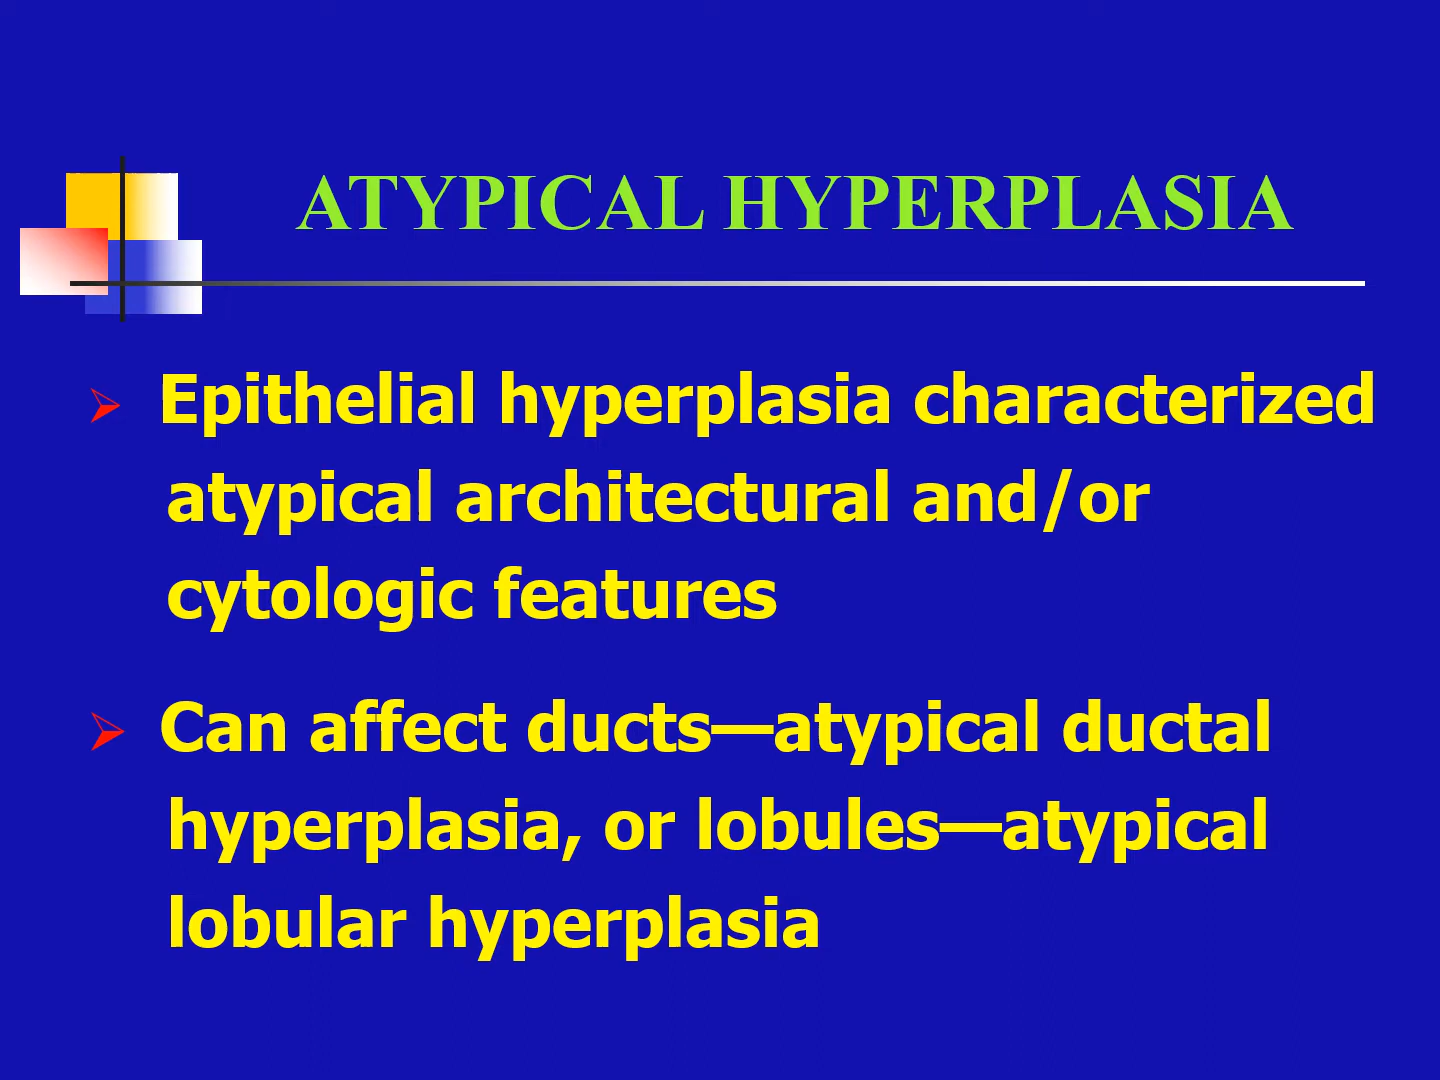 ATYPICAL HYPERPLASIA
Epithelial hyperplasia characterized
atypical architectural and/or
cytologic features
Can affect ducts—atypical ductal
hyperplasia, or lobules—atypical
lobular hyperplasia